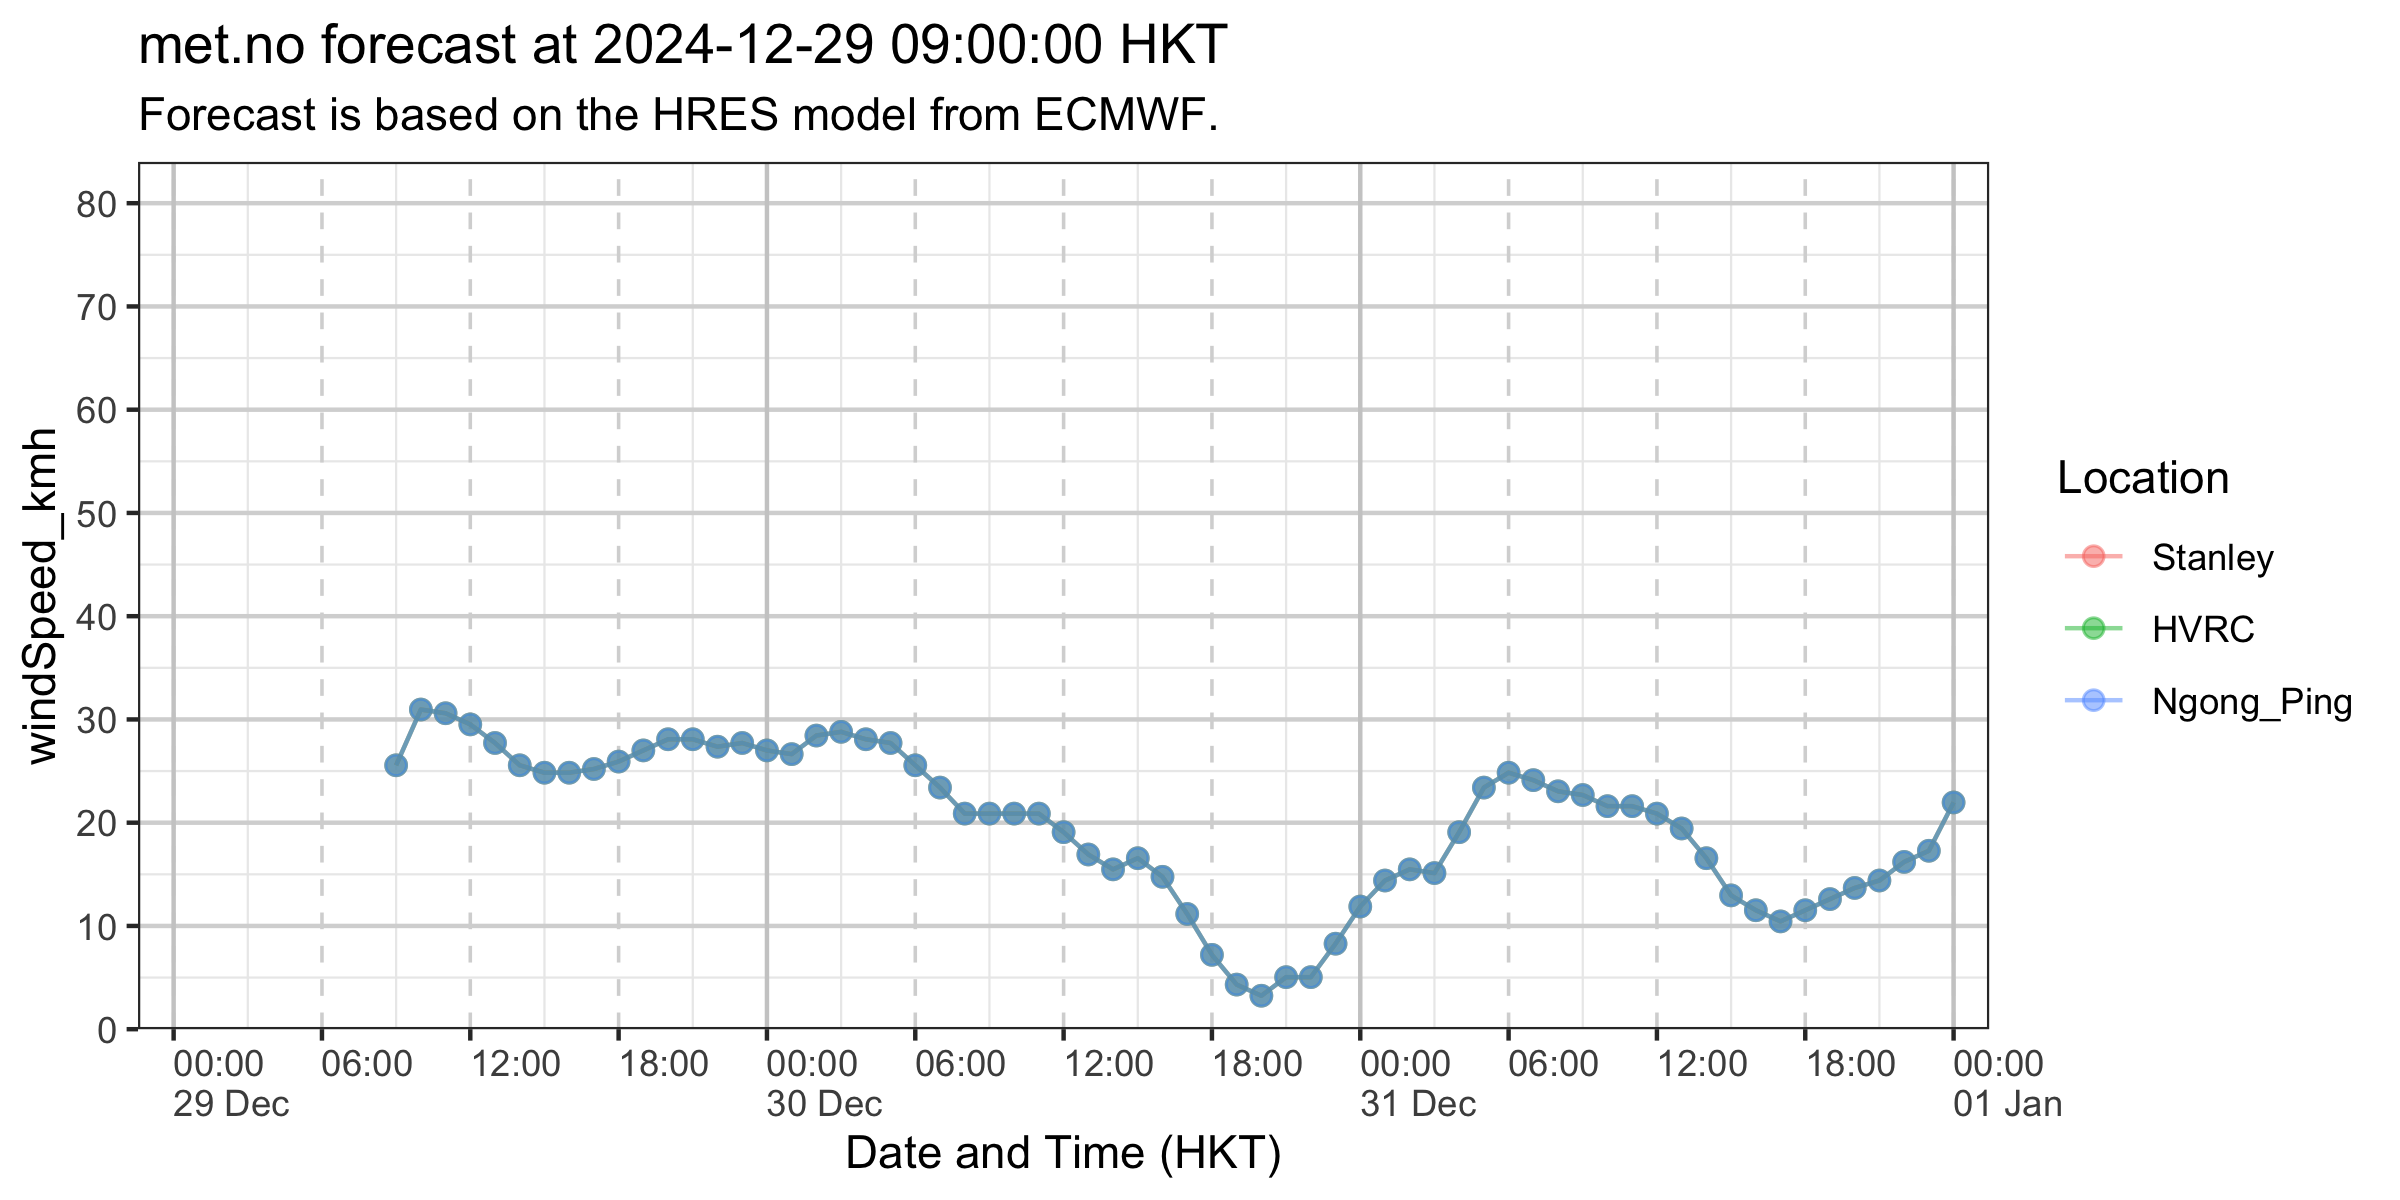 met.no forecast at 2024-12-29 09:00:00 HKT
Forecast is based on the HRES model from ECMWF.
windSpeed_kmh
80
70
60
50
40
30
20
10
0
00:00 06:00 12:00 18:00 00:00 06:00 12:00 18:00 00:00 06:00 12:00 18:00 00:00
29 Dec 30 Dec 31 Dec 01 Jan
Date and Time (HKT)
Location
Stanley
HVRC
Ngong_Ping